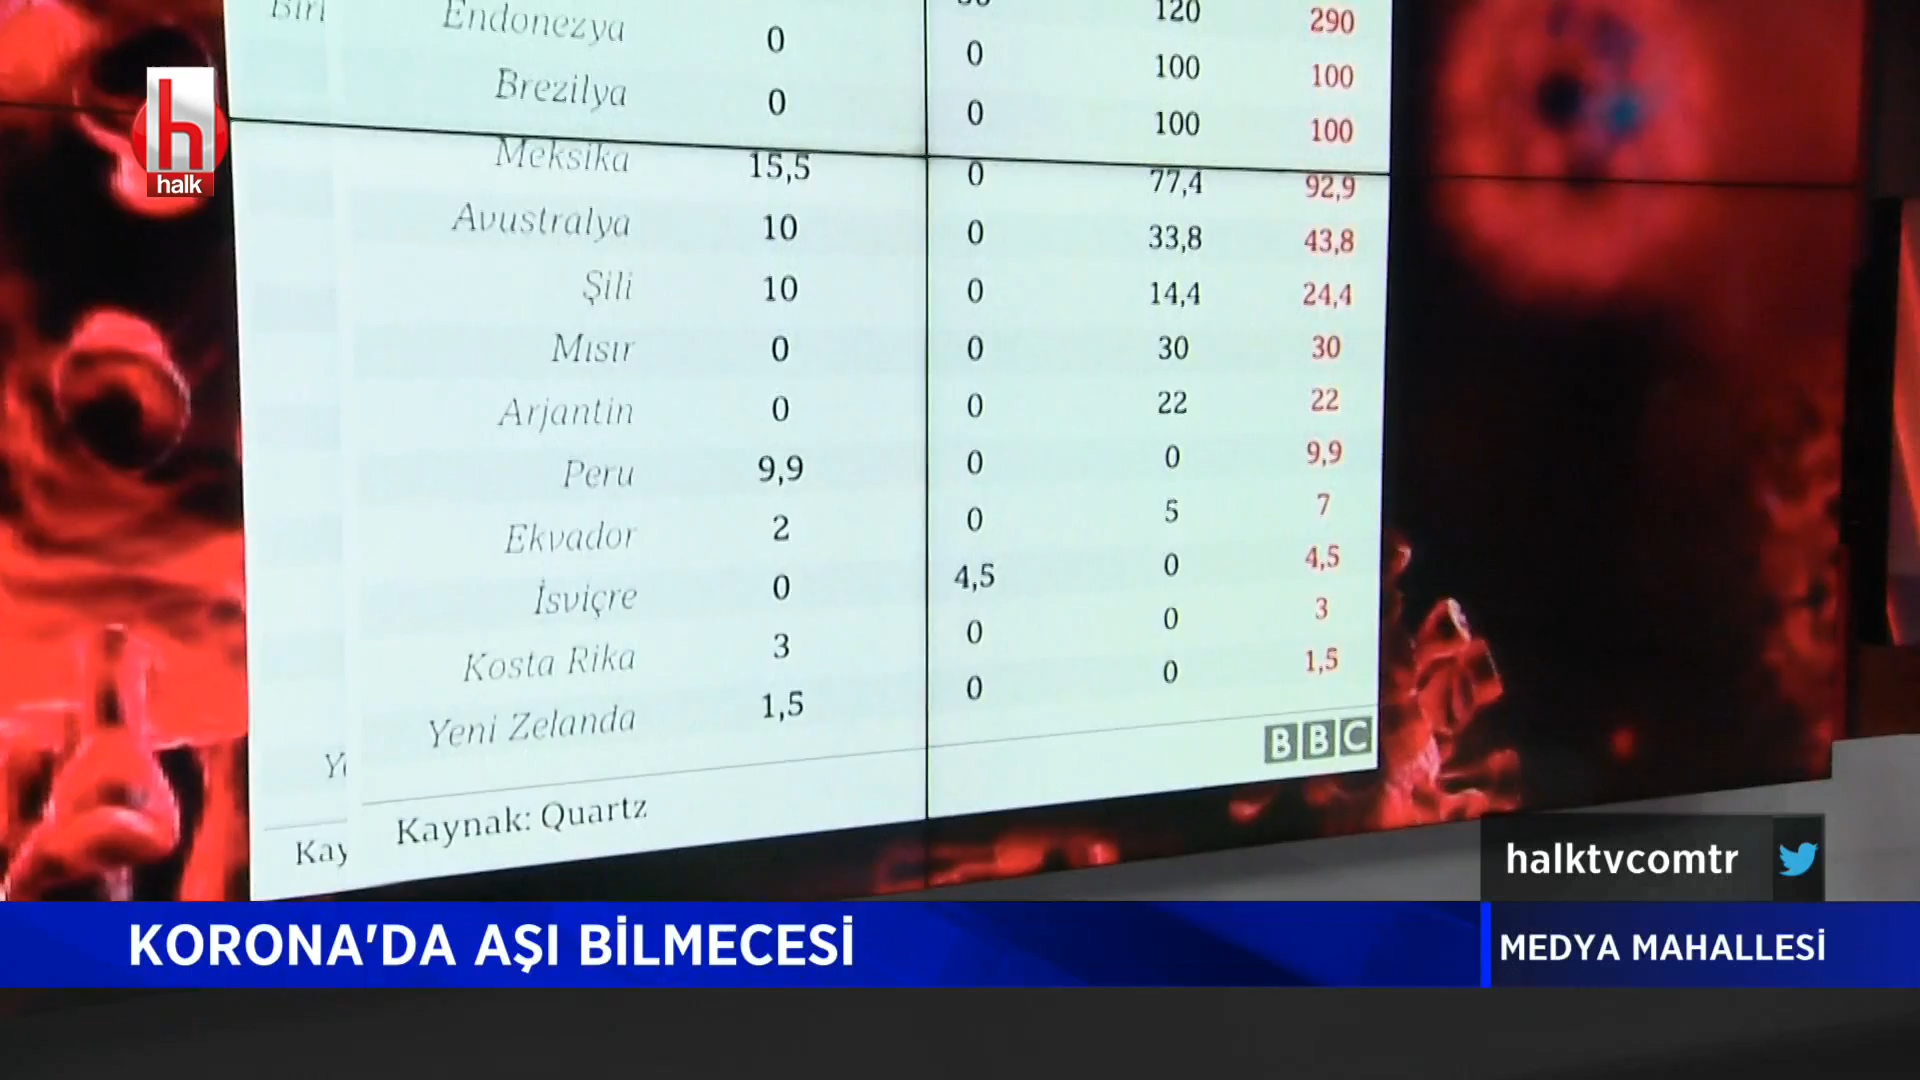 120 290
Endonezya 0 0 100 100
Brezilya 0 0 100 100
Meksika 15,5 0 77,4 92,9
Avustralya 10 0 33,8 43,8
Şili 10 0 14,4 24,4
Mısır 0 0 30 30
Arjantin 0 0 22 22
Peru 9,9 0 0 9,9
Ekvador 2 0 5 7
İsviçre 0 4,5 0 4,5
Kosta Rika 3 0 0 3
Yeni Zelanda 1,5 0 0 1,5
BBC
Kaynak: Quartz
h
halk
halktvcomtr
KORONA'DA AŞI BİLMECESİ
MEDYA MAHALLESİ